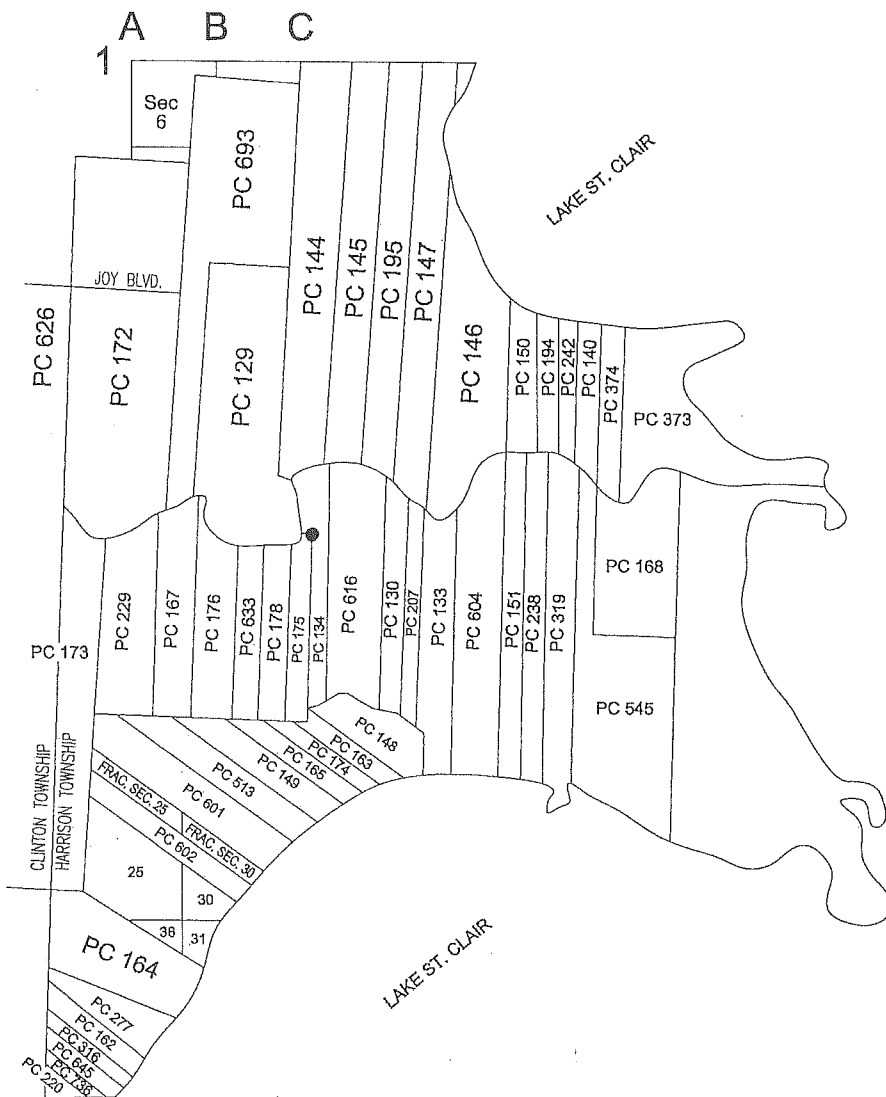 A B C
1
Sec
6
PC 693
LAKE ST. CLAIR
PC 144
PC 145
PC 195
PC 147
JOY BLVD.
PC 626
PC 172
PC 129
PC 146
PC 150
PC 194
PC 242
PC 140
PC 374
PC 373
PC 173
PC 229
PC 167
PC 176
PC 633
PC 178
PC 175
PC 134
PC 616
PC 130
PC 207
PC 133
PC 604
PC 151
PC 238
PC 319
PC 168
PC 545
PC 148
PC 163
PC 174
PC 165
PC 149
PC 513
PC 601
FRAC. SEC. 25
FRAC. SEC. 30
PC 602
CLINTON TOWNSHIP
HARRISON TOWNSHIP
25
30
36
31
PC 164
LAKE ST. CLAIR
PC 277
PC 162
PC 316
PC 645
PC 736
PC 220